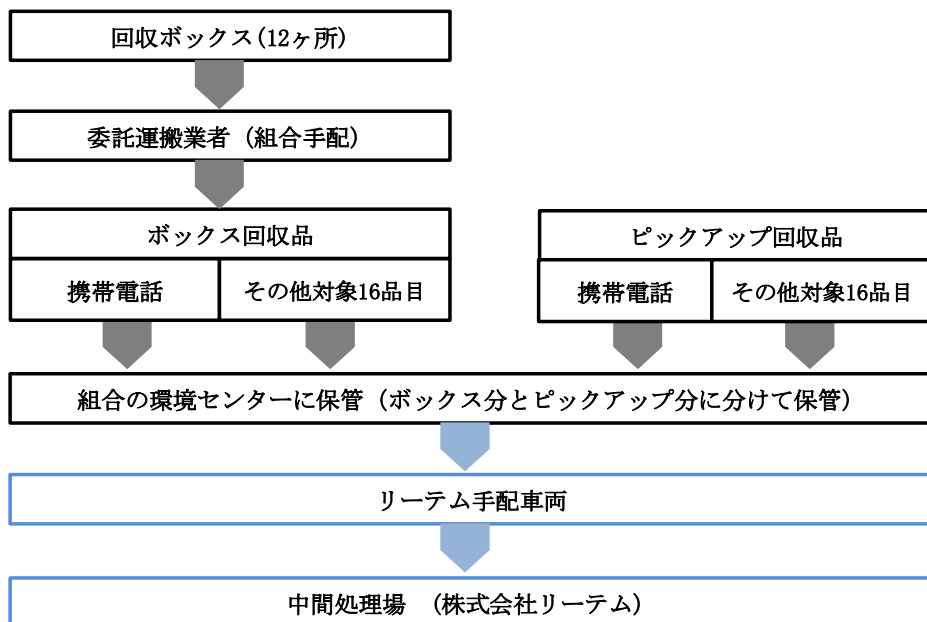 回収ボックス(12ヶ所)
委託運搬業者(組合手配)
ボックス回収品
携帯電話
その他対象16品目
ピックアップ回収品
携帯電話
その他対象16品目
組合の環境センターに保管(ボックス分とピックアップ分に分けて保管)
リーテム手配車両
中間処理場 (株式会社リーテム)